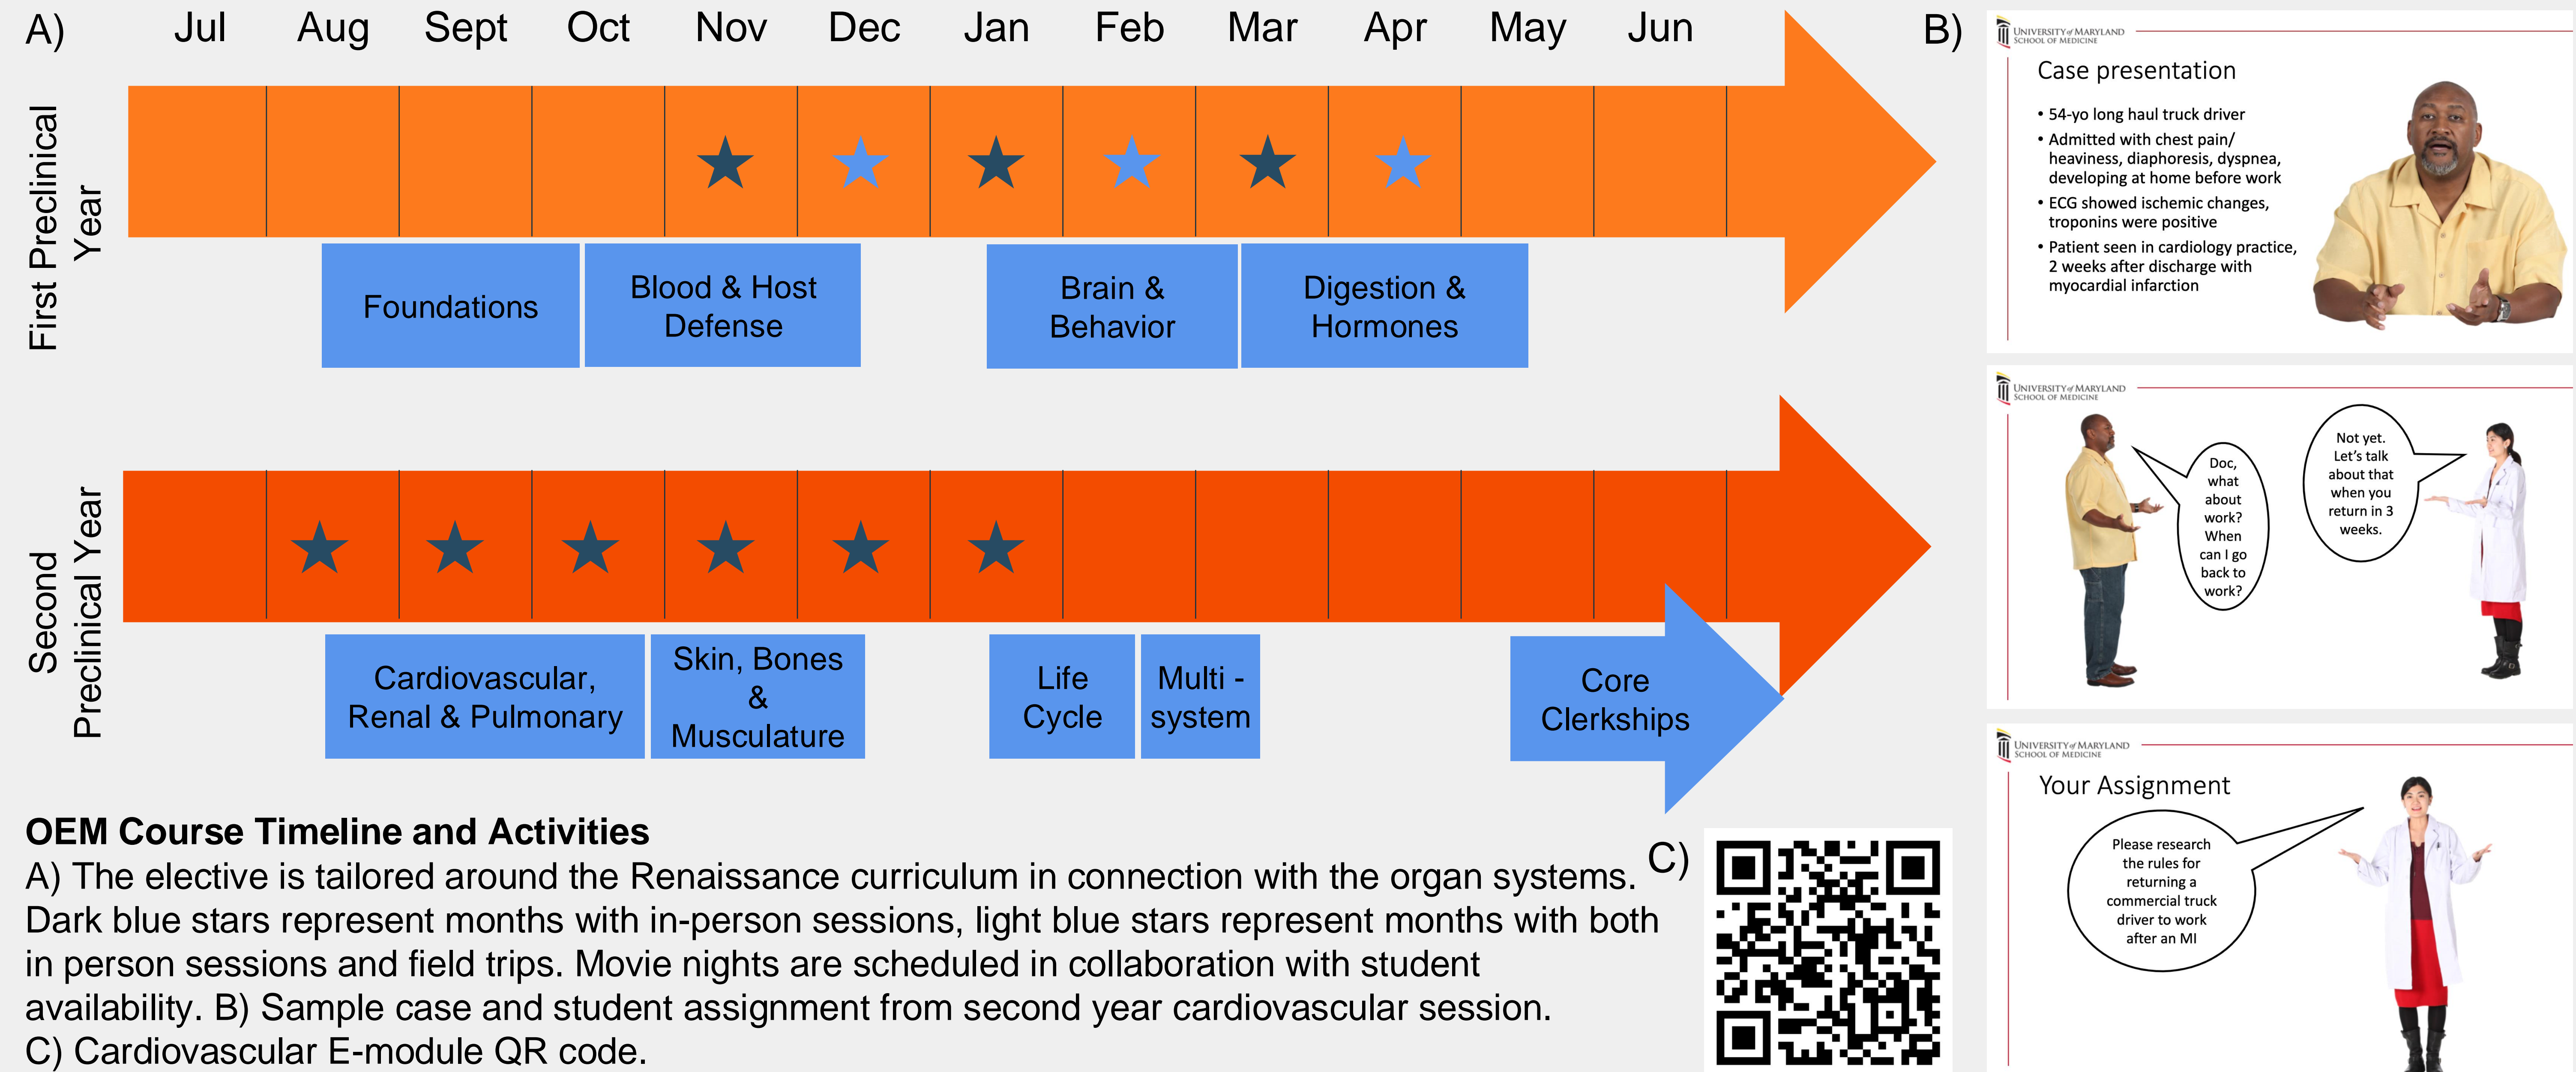 A)
Jul Aug Sept Oct Nov Dec Jan Feb Mar Apr May Jun
First Preclinical
Year
Foundations
Blood & Host
Defense
Brain &
Behavior
Digestion &
Hormones
Second
Preclinical Year
Cardiovascular,
Renal & Pulmonary
Skin, Bones
&
Musculature
Life
Cycle
Multi -
system
Core
Clerkships
OEM Course Timeline and Activities
A) The elective is tailored around the Renaissance curriculum in connection with the organ systems.
Dark blue stars represent months with in-person sessions, light blue stars represent months with both
in person sessions and field trips. Movie nights are scheduled in collaboration with student
availability. B) Sample case and student assignment from second year cardiovascular session.
C) Cardiovascular E-module QR code.
C)
B)
UNIVERSITY of MARYLAND
SCHOOL OF MEDICINE
Case presentation
• 54-yo long haul truck driver
• Admitted with chest pain/
heaviness, diaphoresis, dyspnea,
developing at home before work
• ECG showed ischemic changes,
troponins were positive
• Patient seen in cardiology practice,
2 weeks after discharge with
myocardial infarction
UNIVERSITY of MARYLAND
SCHOOL OF MEDICINE
Doc,
what
about
work?
When
can I go
back to
work?
Not yet.
Let's talk
about that
when you
return in 3
weeks.
UNIVERSITY of MARYLAND
SCHOOL OF MEDICINE
Your Assignment
Please research
the rules for
returning a
commercial truck
driver to work
after an MI